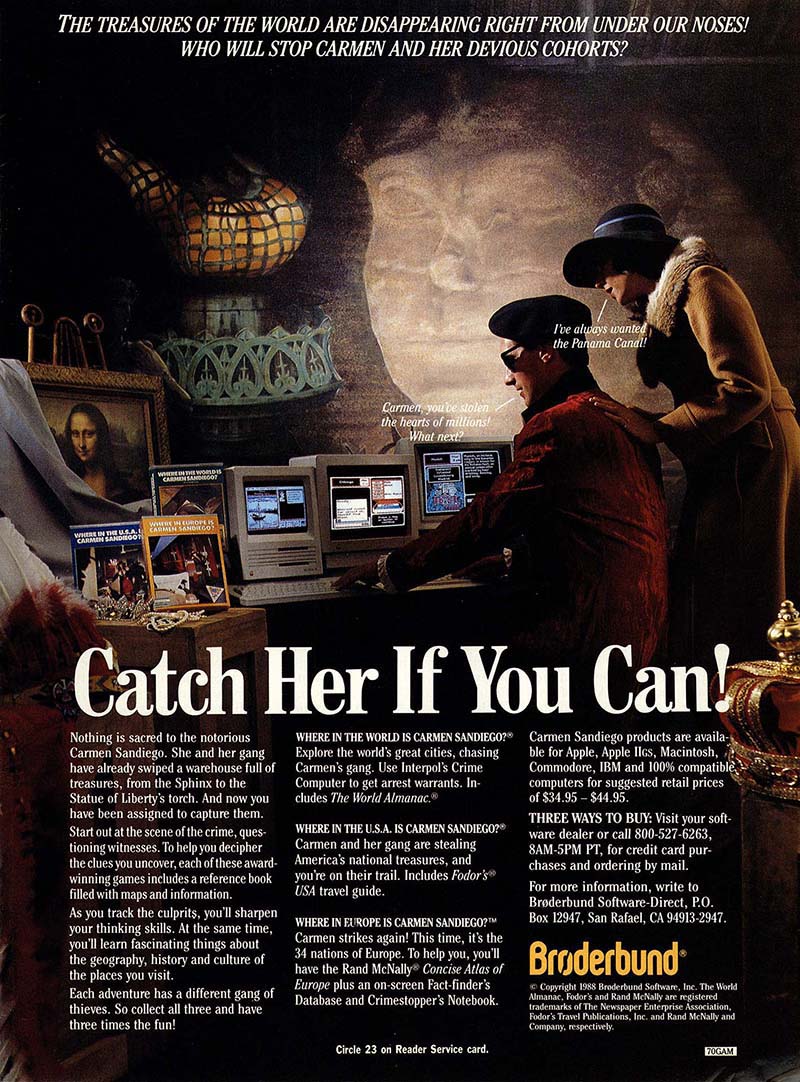 THE TREASURES OF THE WORLD ARE DISAPPEARING RIGHT FROM UNDER OUR NOSES!
WHO WILL STOP CARMEN AND HER DEVIOUS COHORTS?
I've always wanted
the Panama Canal!
Carmen, you've stolen
the hearts of millions!
What next?
WHERE IN THE WORLD IS
CARMEN SANDIEGO?
WHERE IN THE U.S.A. IS
CARMEN SANDIEGO?
WHERE IN EUROPE IS
CARMEN SANDIEGO?
Catch Her If You Can!
Nothing is sacred to the notorious
Carmen Sandiego. She and her gang
have already swiped a warehouse full of
treasures, from the Sphinx to the
Statue of Liberty's torch. And now you
have been assigned to capture them.
Start out at the scene of the crime, ques-
tioning witnesses. To help you decipher
the clues you uncover, each of these award-
winning games includes a reference book
filled with maps and information.
As you track the culprits, you'll sharpen
your thinking skills. At the same time,
you'll learn fascinating things about
the geography, history and culture of
the places you visit.
Each adventure has a different gang of
thieves. So collect all three and have
three times the fun!
WHERE IN THE WORLD IS CARMEN SANDIEGO?®
Explore the world's great cities, chasing
Carmen's gang. Use Interpol's Crime
Computer to get arrest warrants. In-
cludes The World Almanac.®
WHERE IN THE U.S.A. IS CARMEN SANDIEGO?®
Carmen and her gang are stealing
America's national treasures, and
you're on their trail. Includes Fodor's®
USA travel guide.
WHERE IN EUROPE IS CARMEN SANDIEGO?™
Carmen strikes again! This time, it's the
34 nations of Europe. To help you, you'll
have the Rand McNally® Concise Atlas of
Europe plus an on-screen Fact-finder's
Database and Crimestopper's Notebook.
Carmen Sandiego products are availa-
ble for Apple, Apple IIgs, Macintosh,
Commodore, IBM and 100% compatible
computers for suggested retail prices
of $34.95 – $44.95.
THREE WAYS TO BUY: Visit your soft-
ware dealer or call 800-527-6263,
8AM-5PM PT, for credit card pur-
chases and ordering by mail.
For more information, write to
Brøderbund Software-Direct, P.O.
Box 12947, San Rafael, CA 94913-2947.
Brøderbund®
© Copyright 1988 Brøderbund Software, Inc. The World
Almanac, Fodor's and Rand McNally are registered
trademarks of The Newspaper Enterprise Association,
Fodor's Travel Publications, Inc. and Rand McNally and
Company, respectively.
Circle 23 on Reader Service card.
70GAM